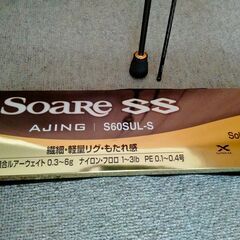 SOARE SS
AJING S60SUL-S
繊細・軽量リグ・もたれ感
合ルアーウェイト 0.3~6g ナイロン・フロロ 1~3lb PE 0.1~0.4号
Sol
X